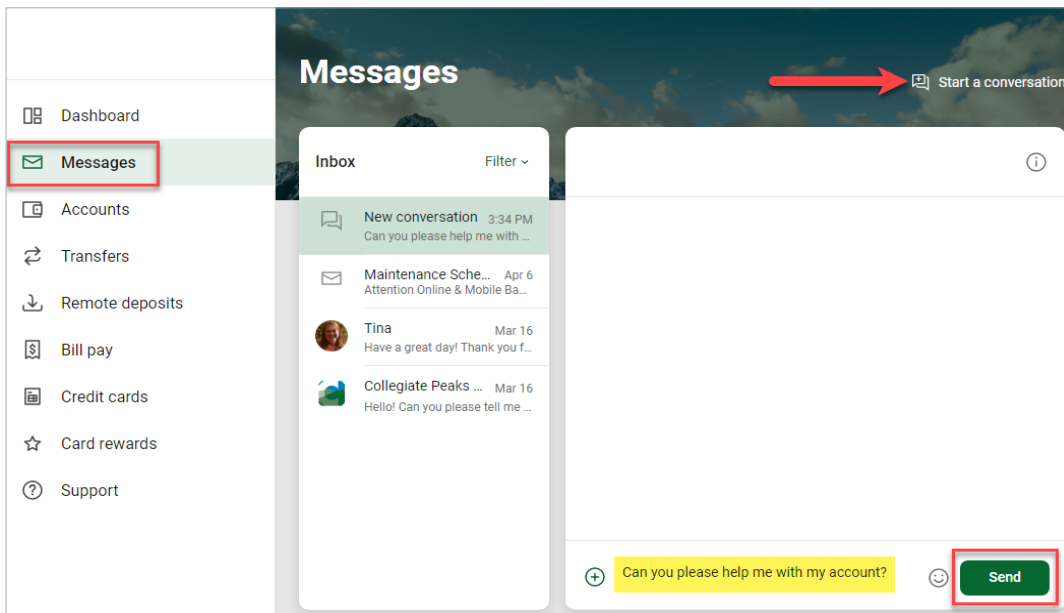 Messages
Start a conversation
Dashboard
Messages
Accounts
Transfers
Remote deposits
Bill pay
Credit cards
Card rewards
Support
Inbox
Filter
New conversation 3:34 PM
Can you please help me with ...
Maintenance Sche... Apr 6
Attention Online & Mobile Ba...
Tina Mar 16
Have a great day! Thank you f...
Collegiate Peaks ... Mar 16
Hello! Can you please tell me ...
Can you please help me with my account?
Send